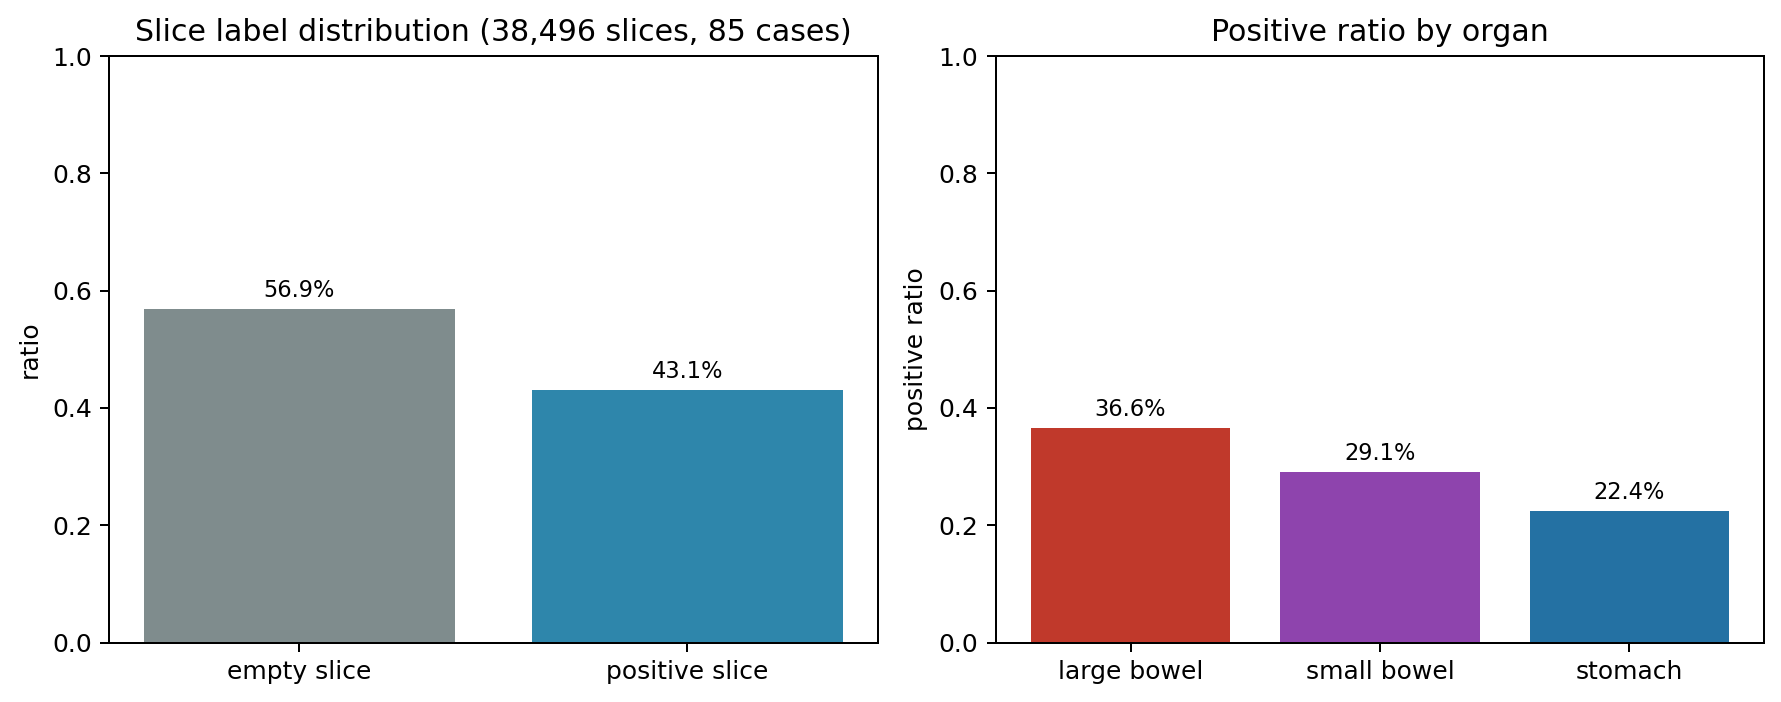 Slice label distribution (38,496 slices, 85 cases)
1.0
0.8
0.6
0.4
0.2
0.0
ratio
56.9%
43.1%
empty slice
positive slice
Positive ratio by organ
1.0
0.8
0.6
0.4
0.2
0.0
positive ratio
36.6%
29.1%
22.4%
large bowel
small bowel
stomach